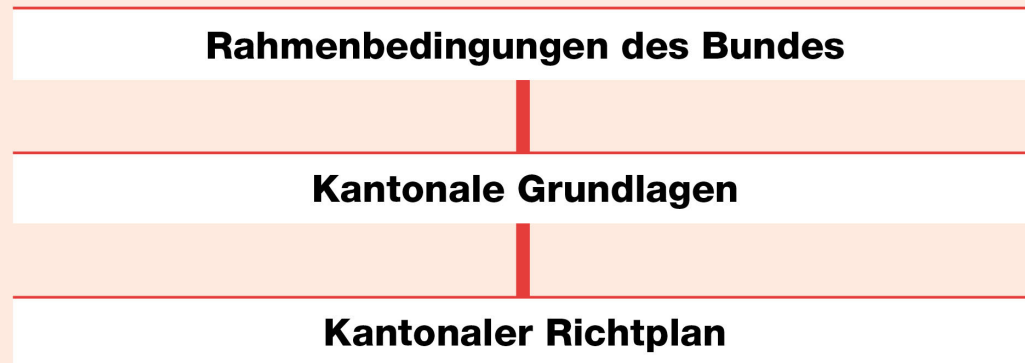 Rahmenbedingungen des Bundes
Kantonale Grundlagen
Kantonaler Richtplan